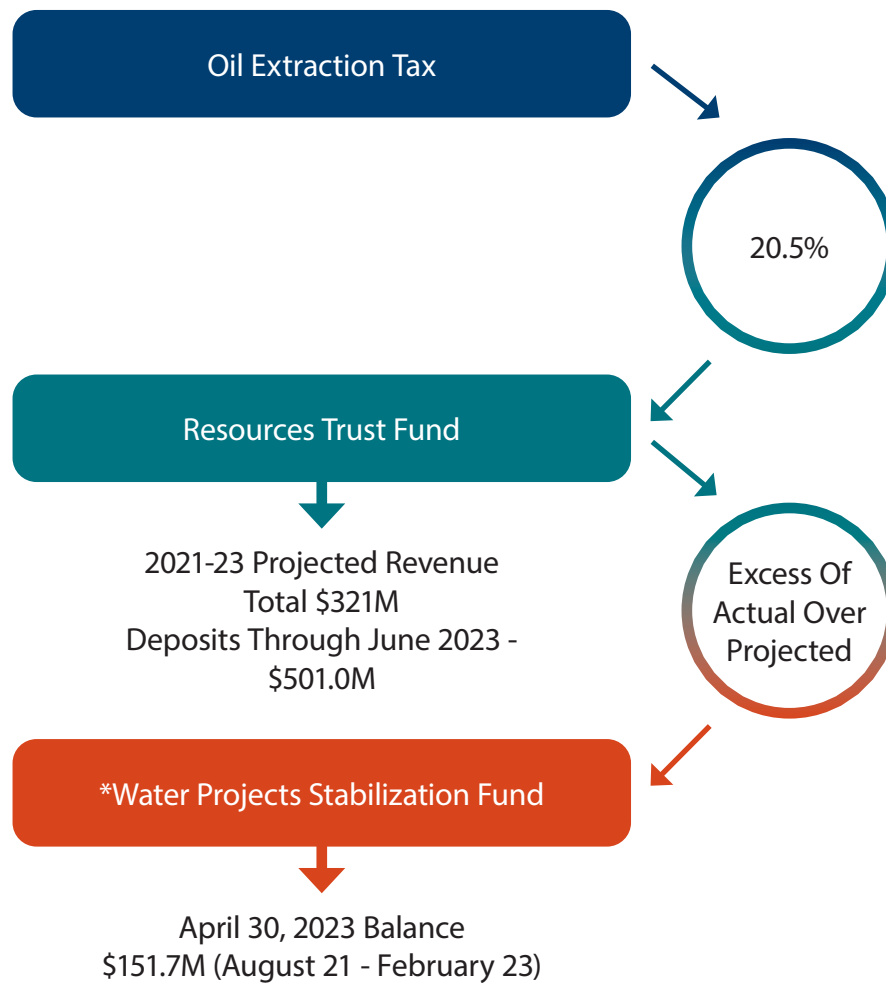 Oil Extraction Tax
20.5%
Resources Trust Fund
2021-23 Projected Revenue
Total $321M
Deposits Through June 2023 -
$501.0M
Excess Of
Actual Over
Projected
*Water Projects Stabilization Fund
April 30, 2023 Balance
$151.7M (August 21 - February 23)